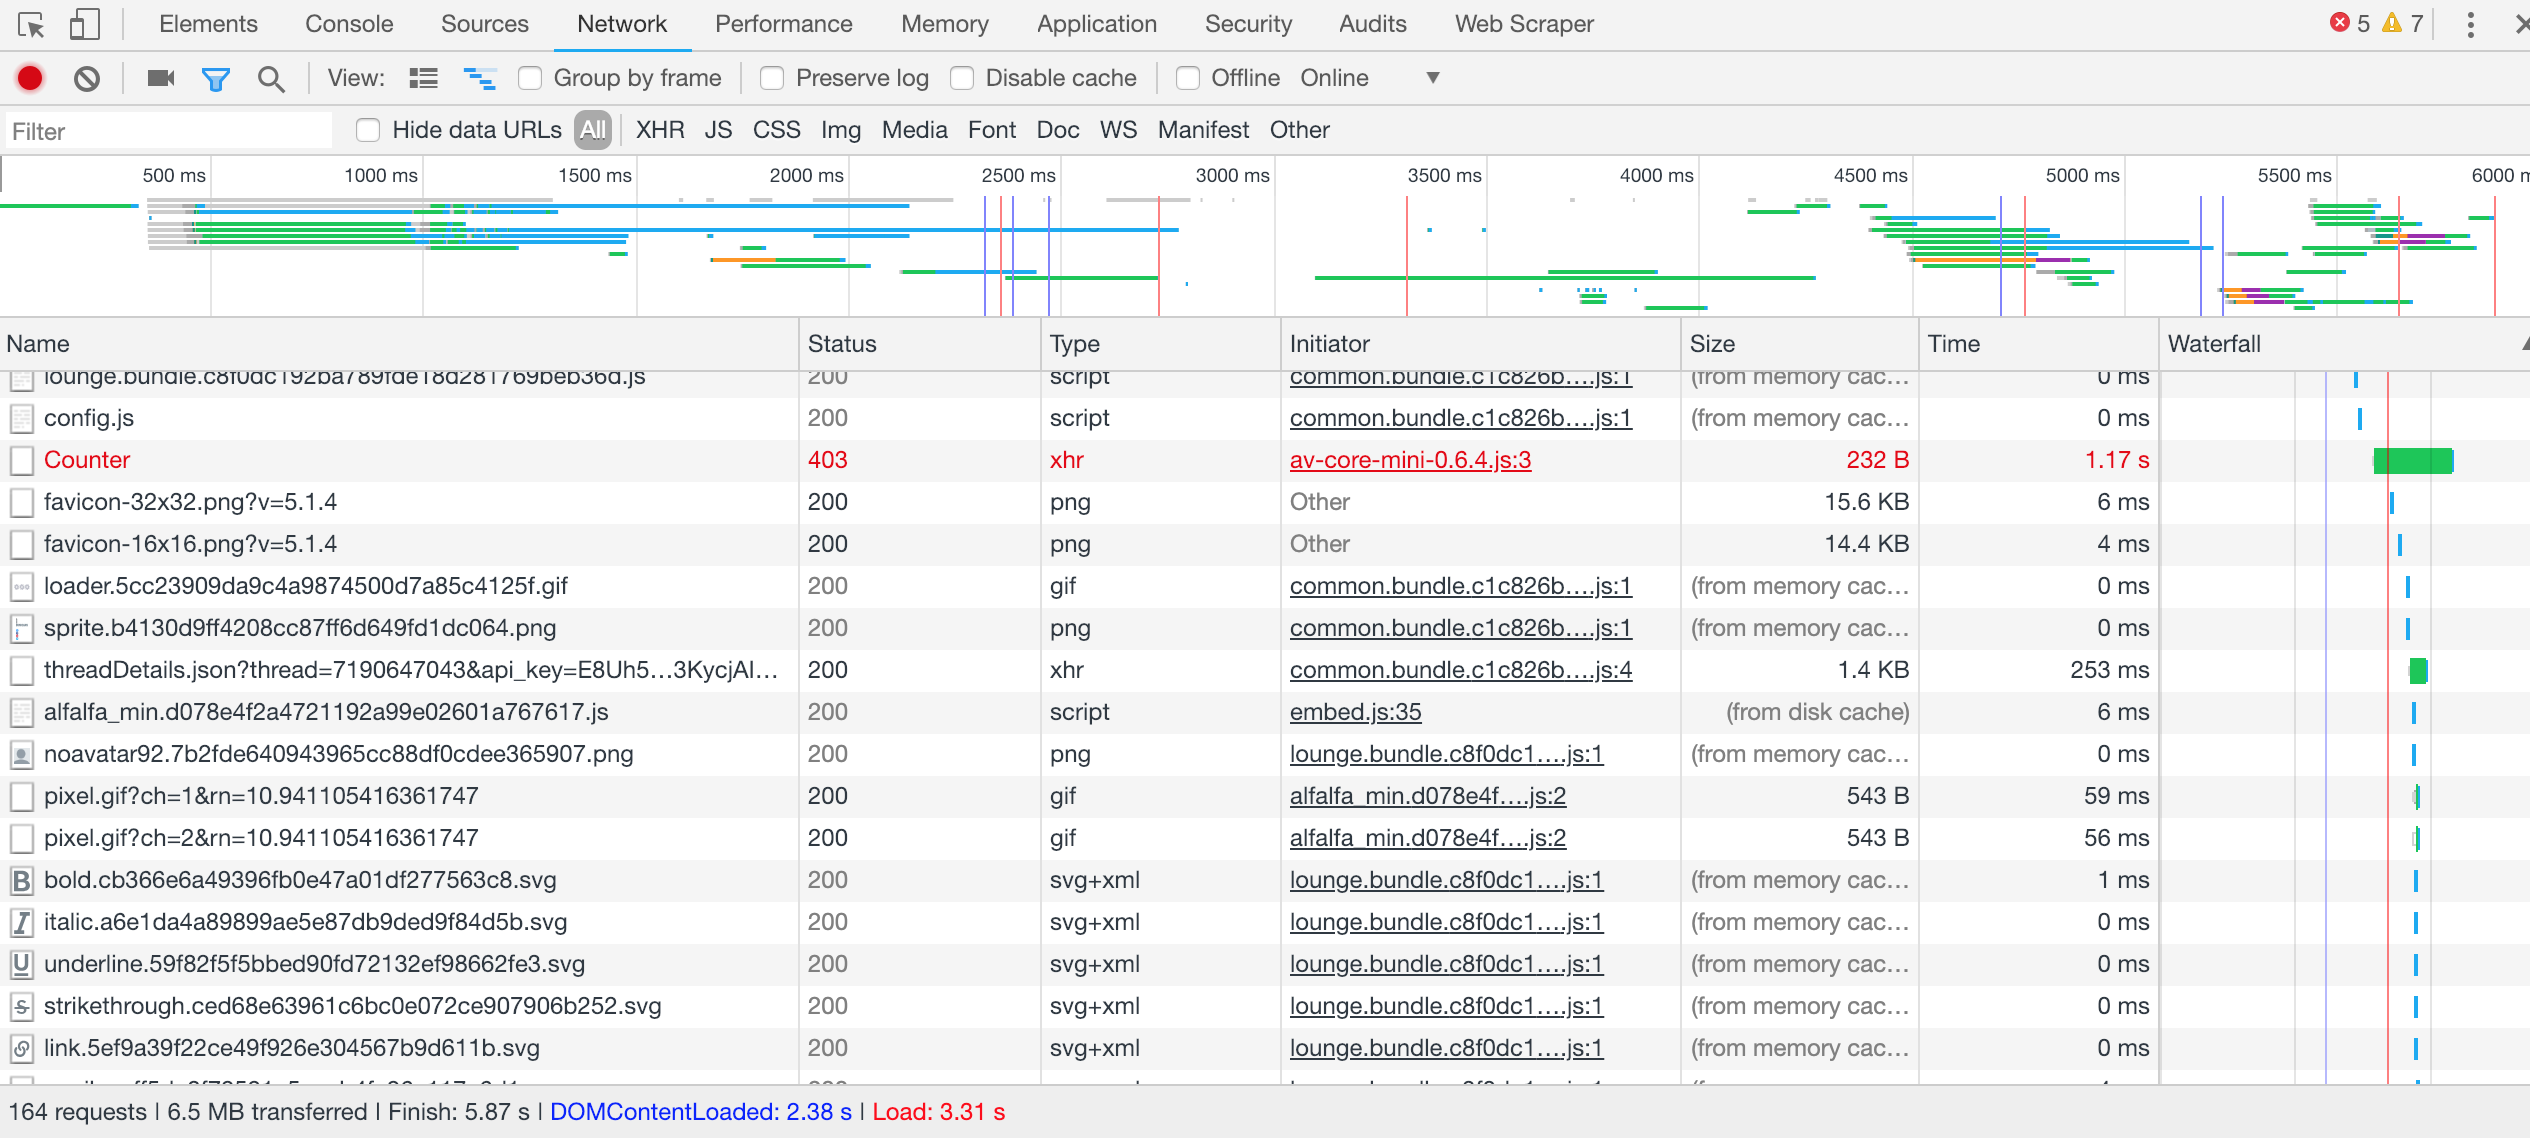 Elements Console Sources Network Performance Memory Application Security Audits Web Scraper 5 7
View: Group by frame Preserve log Disable cache Offline Online
Filter Hide data URLs All XHR JS CSS Img Media Font Doc WS Manifest Other
500 ms 1000 ms 1500 ms 2000 ms 2500 ms 3000 ms 3500 ms 4000 ms 4500 ms 5000 ms 5500 ms 6000 m
Name Status Type Initiator Size Time Waterfall
lounge.bundle.c8f0dc192ba789fde18d281769beb36d.js 200 script common.bundle.c1c826b….js:1 (from memory cac… 0 ms
config.js 200 script common.bundle.c1c826b….js:1 (from memory cac… 0 ms
Counter 403 xhr av-core-mini-0.6.4.js:3 232 B 1.17 s
favicon-32x32.png?v=5.1.4 200 png Other 15.6 KB 6 ms
favicon-16x16.png?v=5.1.4 200 png Other 14.4 KB 4 ms
loader.5cc23909da9c4a9874500d7a85c4125f.gif 200 gif common.bundle.c1c826b….js:1 (from memory cac… 0 ms
sprite.b4130d9ff4208cc87ff6d649fd1dc064.png 200 png common.bundle.c1c826b….js:1 (from memory cac… 0 ms
threadDetails.json?thread=7190647043&api_key=E8Uh5…3KycjAI… 200 xhr common.bundle.c1c826b….js:4 1.4 KB 253 ms
alfalfa_min.d078e4f2a4721192a99e02601a767617.js 200 script embed.js:35 (from disk cache) 6 ms
noavatar92.7b2fde640943965cc88df0cdee365907.png 200 png lounge.bundle.c8f0dc1….js:1 (from memory cac… 0 ms
pixel.gif?ch=1&rn=10.941105416361747 200 gif alfalfa_min.d078e4f….js:2 543 B 59 ms
pixel.gif?ch=2&rn=10.941105416361747 200 gif alfalfa_min.d078e4f….js:2 543 B 56 ms
B bold.cb366e6a49396fb0e47a01df277563c8.svg 200 svg+xml lounge.bundle.c8f0dc1….js:1 (from memory cac… 1 ms
I italic.a6e1da4a89899ae5e87db9ded9f84d5b.svg 200 svg+xml lounge.bundle.c8f0dc1….js:1 (from memory cac… 0 ms
U underline.59f82f5f5bbed90fd72132ef98662fe3.svg 200 svg+xml lounge.bundle.c8f0dc1….js:1 (from memory cac… 0 ms
S strikethrough.ced68e63961c6bc0e072ce907906b252.svg 200 svg+xml lounge.bundle.c8f0dc1….js:1 (from memory cac… 0 ms
link.5ef9a39f22ce49f926e304567b9d611b.svg 200 svg+xml lounge.bundle.c8f0dc1….js:1 (from memory cac… 0 ms
164 requests | 6.5 MB transferred | Finish: 5.87 s | DOMContentLoaded: 2.38 s | Load: 3.31 s